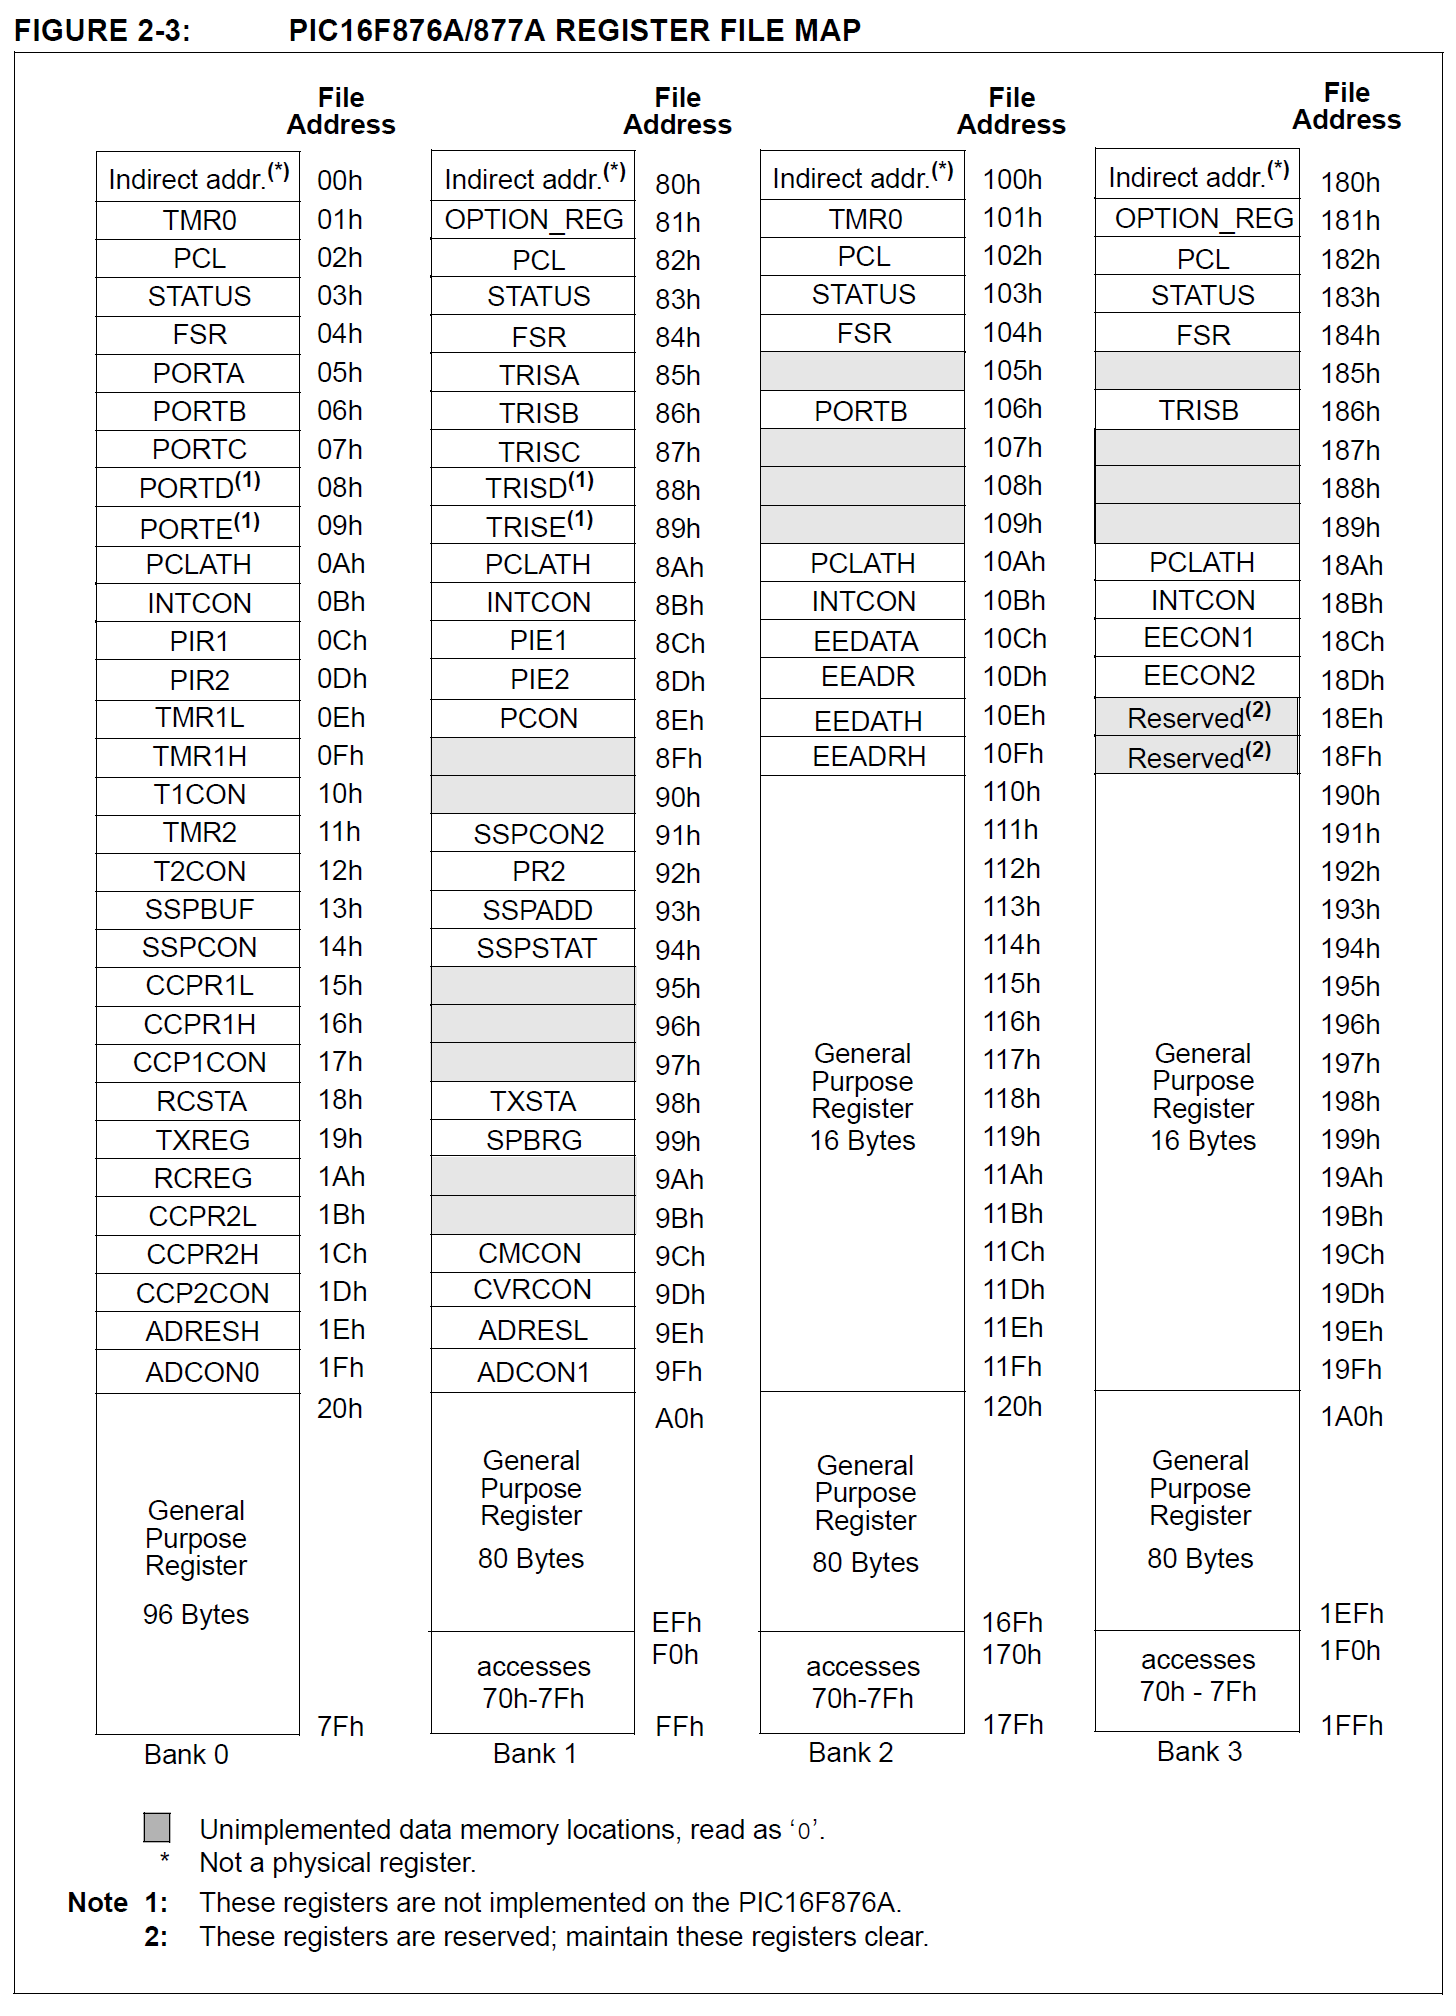 FIGURE 2-3: PIC16F876A/877A REGISTER FILE MAP
File Address File Address File Address File Address
Indirect addr.(*) 00h Indirect addr.(*) 80h Indirect addr.(*) 100h Indirect addr.(*) 180h
TMR0 01h OPTION_REG 81h TMR0 101h OPTION_REG 181h
PCL 02h PCL 82h PCL 102h PCL 182h
STATUS 03h STATUS 83h STATUS 103h STATUS 183h
FSR 04h FSR 84h FSR 104h FSR 184h
PORTA 05h TRISA 85h 105h 185h
PORTB 06h TRISB 86h PORTB 106h TRISB 186h
PORTC 07h TRISC 87h 107h 187h
PORTD(1) 08h TRISD(1) 88h 108h 188h
PORTE(1) 09h TRISE(1) 89h 109h 189h
PCLATH 0Ah PCLATH 8Ah PCLATH 10Ah PCLATH 18Ah
INTCON 0Bh INTCON 8Bh INTCON 10Bh INTCON 18Bh
PIR1 0Ch PIE1 8Ch EEDATA 10Ch EECON1 18Ch
PIR2 0Dh PIE2 8Dh EEADR 10Dh EECON2 18Dh
TMR1L 0Eh PCON 8Eh EEDATH 10Eh Reserved(2) 18Eh
TMR1H 0Fh 8Fh EEADRH 10Fh Reserved(2) 18Fh
T1CON 10h 90h 110h 190h
TMR2 11h SSPCON2 91h 111h 191h
T2CON 12h PR2 92h 112h 192h
SSPBUF 13h SSPADD 93h 113h 193h
SSPCON 14h SSPSTAT 94h 114h 194h
CCPR1L 15h 95h 115h 195h
CCPR1H 16h 96h 116h 196h
CCP1CON 17h 97h General 117h General 197h
Purpose Purpose
RCSTA 18h TXSTA 98h Register 118h Register 198h
TXREG 19h SPBRG 99h 16 Bytes 119h 16 Bytes 199h
RCREG 1Ah 9Ah 11Ah 19Ah
CCPR2L 1Bh 9Bh 11Bh 19Bh
CCPR2H 1Ch CMCON 9Ch 11Ch 19Ch
CCP2CON 1Dh CVRCON 9Dh 11Dh 19Dh
ADRESH 1Eh ADRESL 9Eh 11Eh 19Eh
ADCON0 1Fh ADCON1 9Fh 11Fh 19Fh
20h A0h 120h 1A0h
General General General General
Purpose Purpose Purpose Purpose
Register Register Register Register
96 Bytes 80 Bytes 80 Bytes 80 Bytes
EFh 16Fh 1EFh
F0h 170h 1F0h
accesses accesses accesses
70h-7Fh 70h-7Fh 70h - 7Fh
7Fh FFh 17Fh 1FFh
Bank 0 Bank 1 Bank 2 Bank 3
Unimplemented data memory locations, read as ‘0’.
* Not a physical register.
Note 1: These registers are not implemented on the PIC16F876A.
2: These registers are reserved; maintain these registers clear.